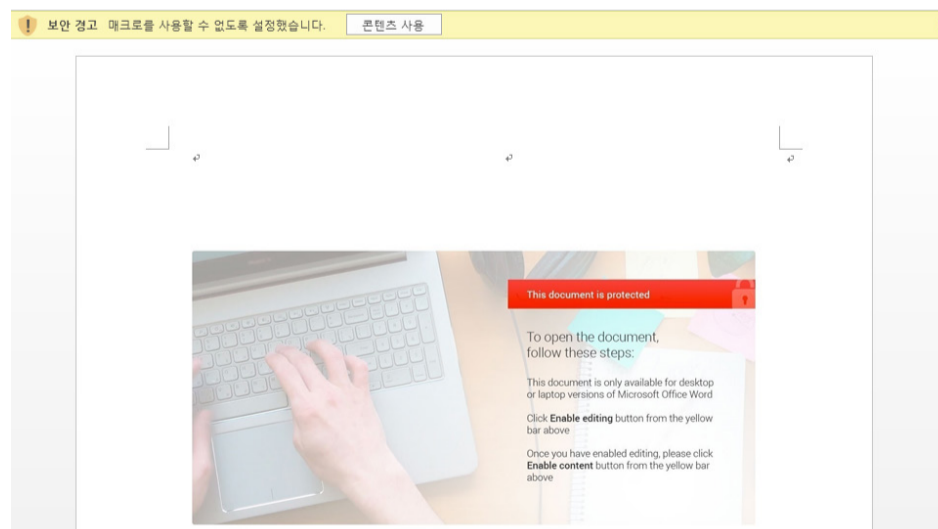 보안 경고 매크로를 사용할 수 없도록 설정했습니다. 콘텐츠 사용
This document is protected
To open the document,
follow these steps:
This document is only available for desktop
or laptop versions of Microsoft Office Word
Click Enable editing button from the yellow
bar above
Once you have enabled editing, please click
Enable content button from the yellow bar
above